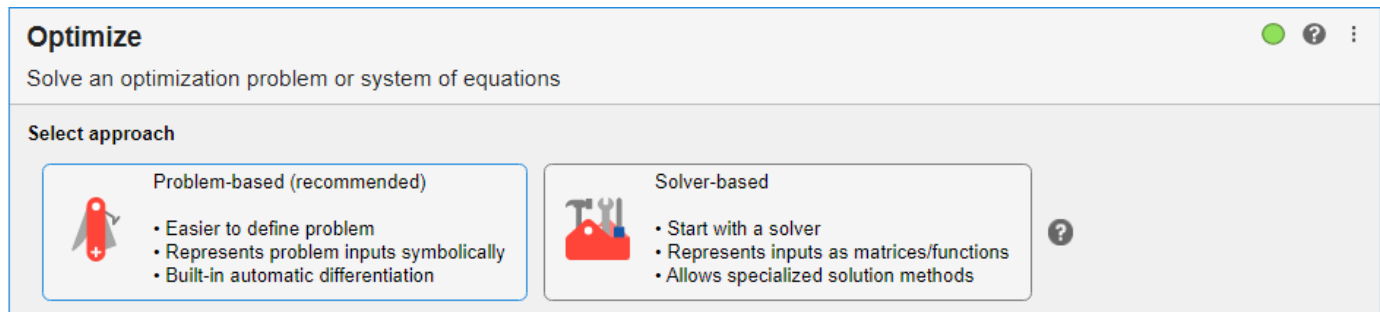 Optimize
Solve an optimization problem or system of equations
Select approach
Problem-based (recommended)
• Easier to define problem
• Represents problem inputs symbolically
• Built-in automatic differentiation
Solver-based
• Start with a solver
• Represents inputs as matrices/functions
• Allows specialized solution methods